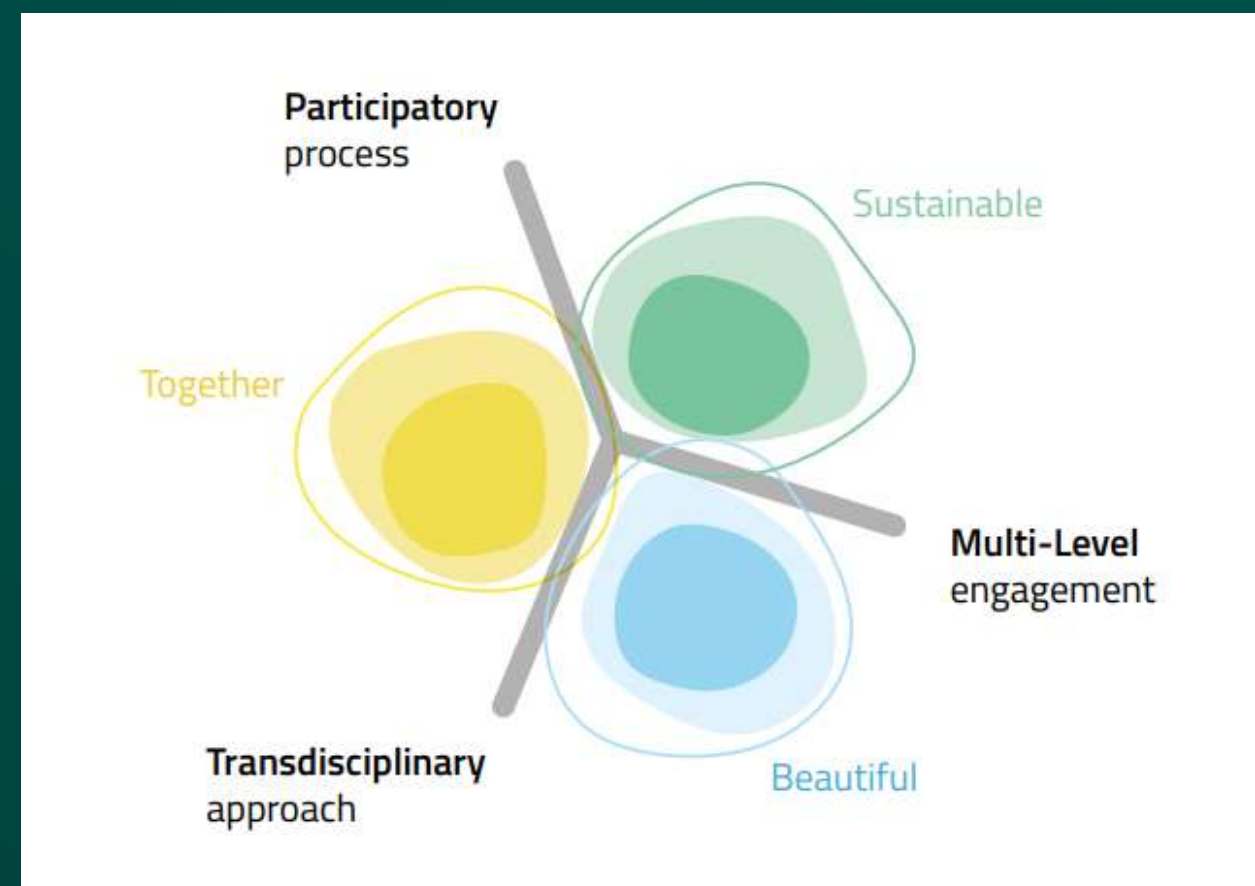 Participatory
process
Sustainable
Together
Multi-Level
engagement
Transdisciplinary
approach
Beautiful